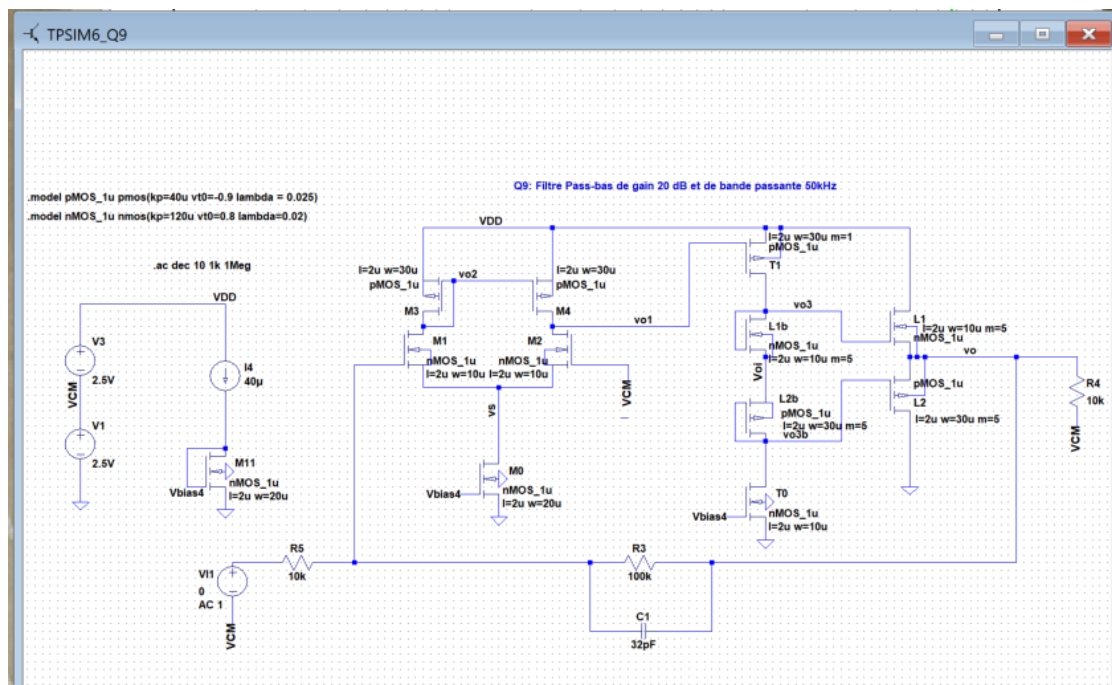 TPSIM6_Q9
Q9: Filtre Pass-bas de gain 20 dB et de bande passante 50kHz
.model pMOS_1u pmos(kp=40u vt0=-0.9 lambda = 0.025)
.model nMOS_1u nmos(kp=120u vt0=0.8 lambda=0.02)
.ac dec 10 1k 1Meg
VDD
VDD
l=2u w=30u
pMOS_1u
M3
vo2
l=2u w=30u
pMOS_1u
M4
vo1
l=2u w=30u m=1
pMOS_1u
T1
V3
2.5V
VCM
V1
2.5V
I4
40µ
M11
nMOS_1u
l=2u w=20u
Vbias4
M1
nMOS_1u
l=2u w=10u
M2
nMOS_1u
l=2u w=10u
VCM
vs
M0
nMOS_1u
l=2u w=20u
Vbias4
vo3
L1b
nMOS_1u
l=2u w=10u m=5
Voi
L2b
pMOS_1u
l=2u w=30u m=5
vo3b
T0
nMOS_1u
l=2u w=10u
Vbias4
L1
l=2u w=10u m=5
nMOS_1u
vo
pMOS_1u
L2
l=2u w=30u m=5
R4
10k
VCM
R5
10k
VI1
0
AC 1
VCM
R3
100k
C1
32pF